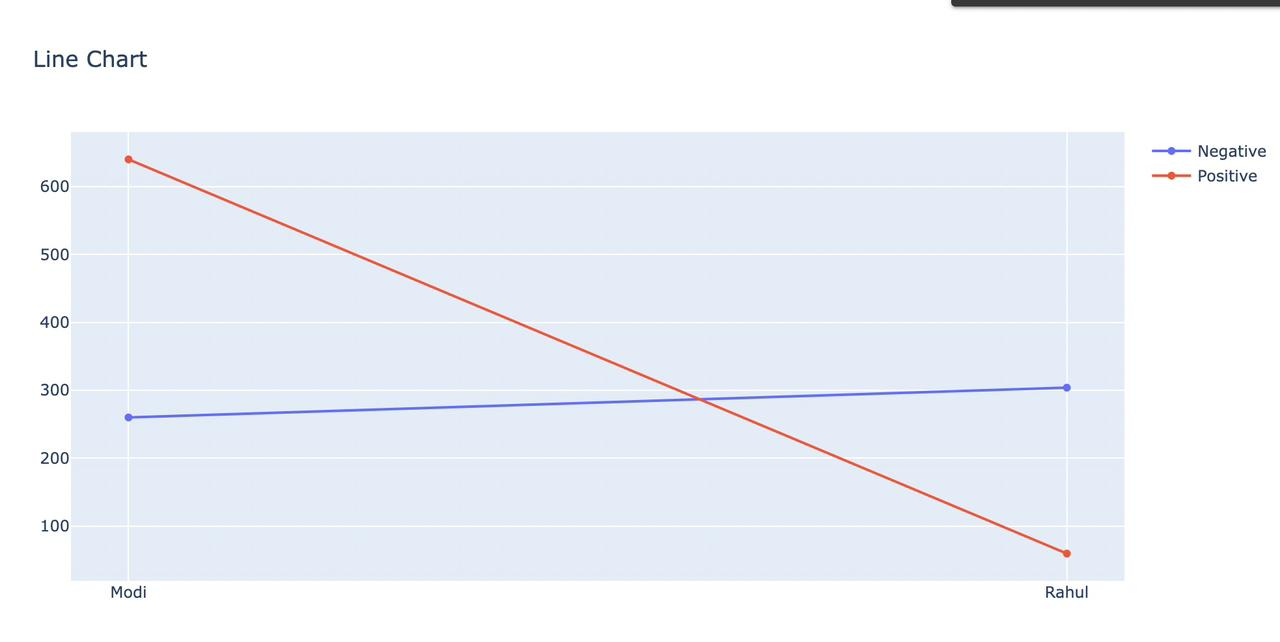 Line Chart
Negative
Positive
600
500
400
300
200
100
Modi
Rahul